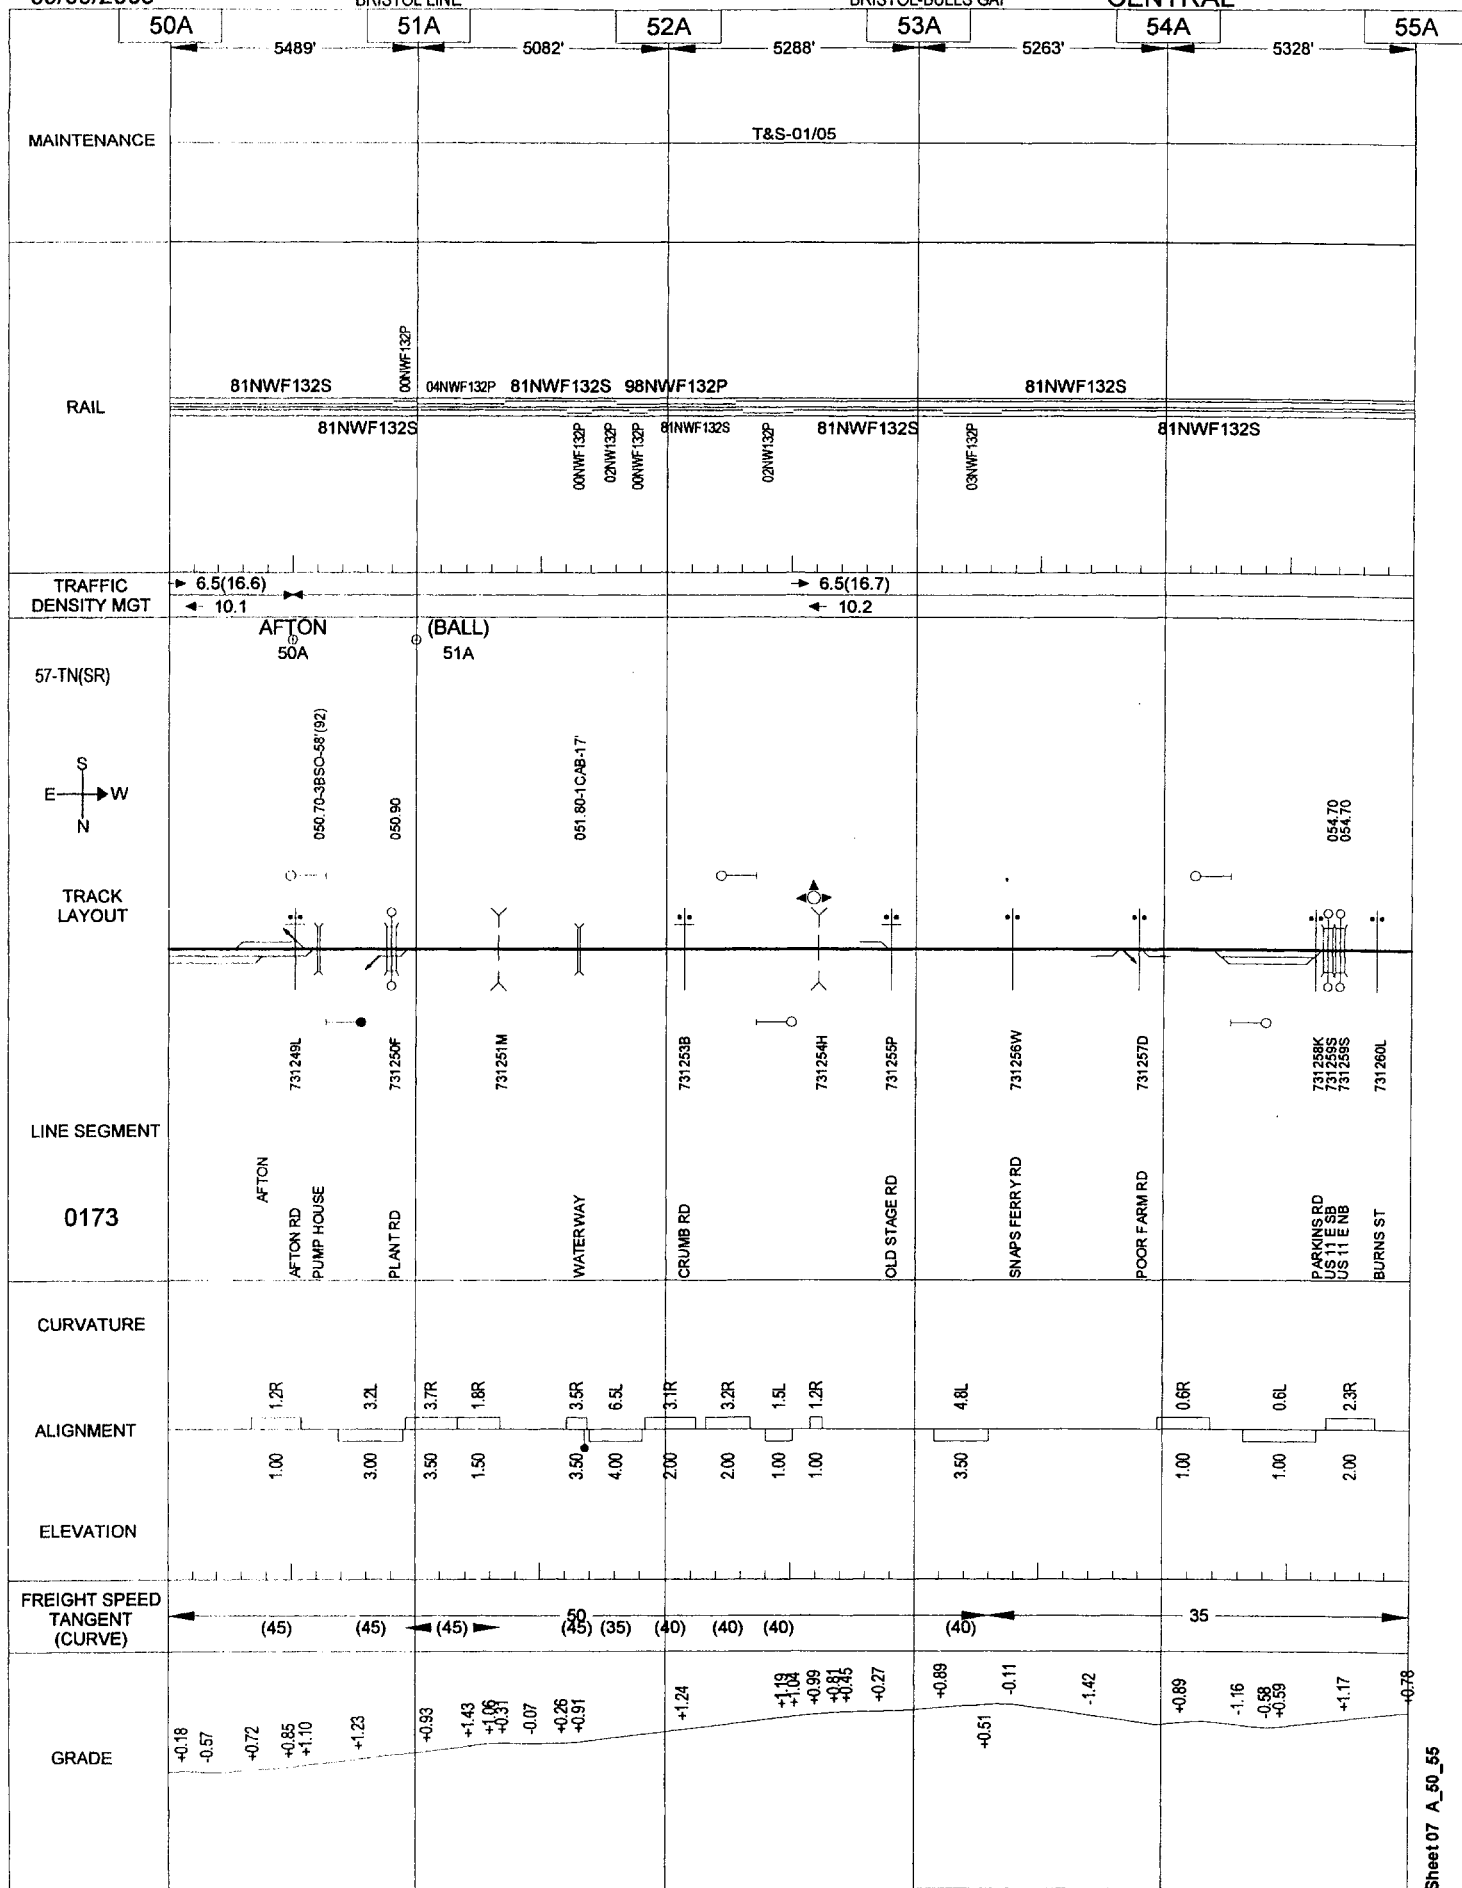 BRISTOL LINE
CENTRAL
50A 51A 52A 53A 54A 55A
5489' 5082' 5288' 5263' 5328'
MAINTENANCE
T&S-01/05
RAIL
81NWF132S 00NWF132P 04NWF132P 81NWF132S 98NWF132P 81NWF132S
81NWF132S 00NWF132P 02NW132P 00NWF132P 81NWF132S 02NW132P 81NWF132S 03NWF132P 81NWF132S
TRAFFIC
DENSITY MGT
6.5(16.6) 6.5(16.7)
10.1 10.2
AFTON (BALL)
50A 51A
57-TN(SR)
S
E W
N
050.70-3BSO-58'(92)
050.90
051.80-1CAB-17'
054.70
054.70
TRACK
LAYOUT
731249L
731250F
731251M
731253B
731254H
731255P
731256W
731257D
731258K
731259S
731259S
731260L
LINE SEGMENT
0173
AFTON
AFTON RD
PUMP HOUSE
PLANT RD
WATERWAY
CRUMB RD
OLD STAGE RD
SNAPS FERRY RD
POOR FARM RD
PARKINS RD
US 11 E SB
US 11 E NB
BURNS ST
CURVATURE
1.2R 3.2L 3.7R 1.8R 3.5R 6.5L 3.1R 3.2R 1.5L 1.2R 4.8L 0.6R 0.6L 2.3R
ALIGNMENT
1.00 3.00 3.50 1.50 3.50 4.00 2.00 2.00 1.00 1.00 3.50 1.00 1.00 2.00
ELEVATION
FREIGHT SPEED
TANGENT
(CURVE)
50 35
(45) (45) (45) (45) (35) (40) (40) (40) (40)
GRADE
+0.18 -0.57 +0.72 +0.85 +1.10 +1.23 +0.93 +1.43 +1.06 +0.31 -0.07 +0.26 +0.91 +1.24 +1.19 +1.04 +0.99 +0.81 +0.45 +0.27 +0.89 +0.51 -0.11 -1.42 +0.89 -1.16 -0.58 +0.59 +1.17 +0.78
Sheet 07 A_50_55